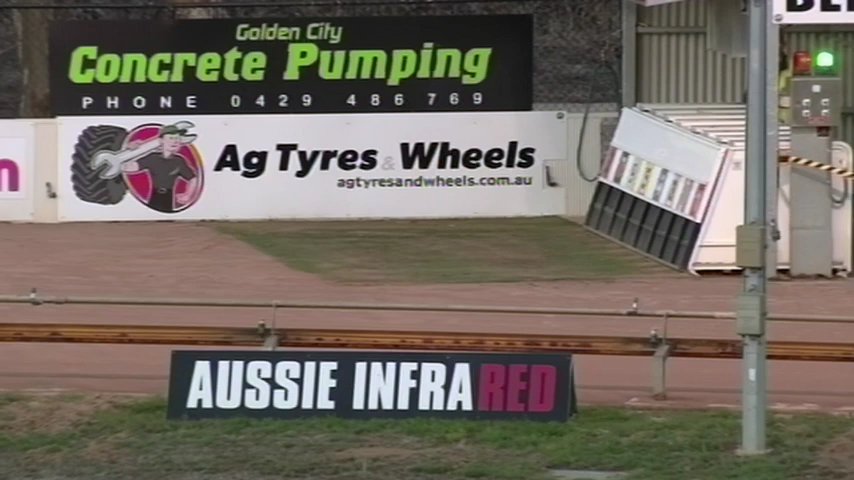 Golden City
Concrete Pumping
PHONE 0429 486 769
Ag Tyres & Wheels
agtyresandwheels.com.au
AUSSIE INFRARED